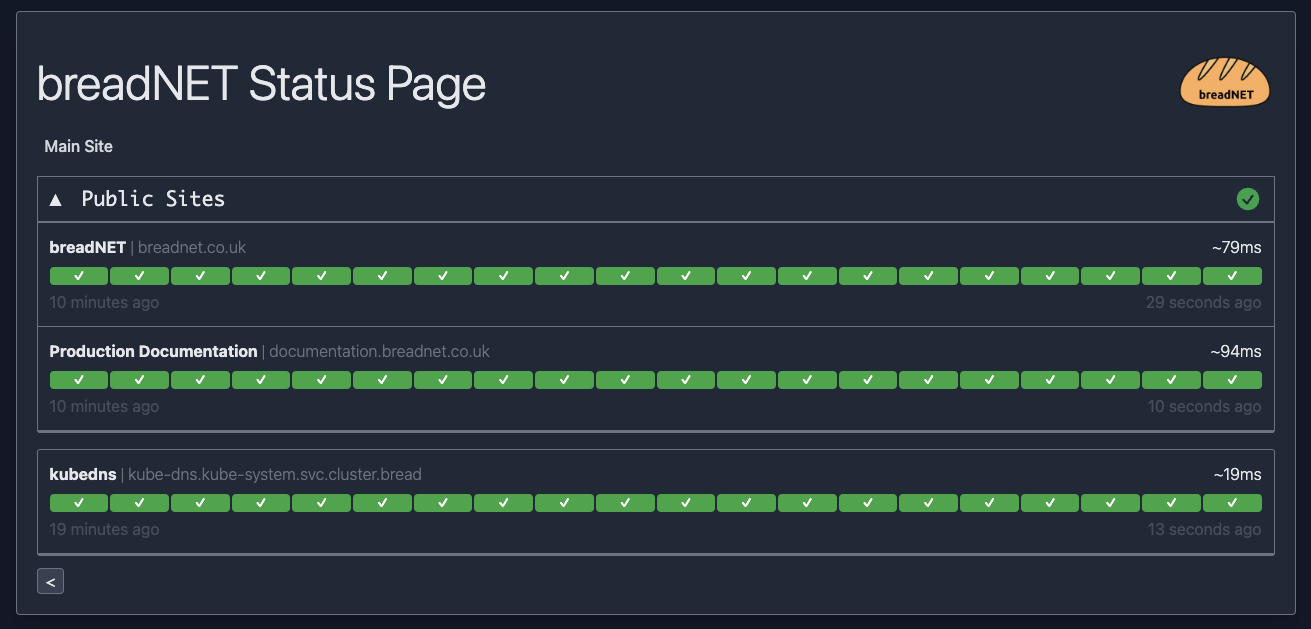 breadNET Status Page
breadNET
Main Site
▲ Public Sites
breadNET | breadnet.co.uk ~79ms
✓ ✓ ✓ ✓ ✓ ✓ ✓ ✓ ✓ ✓ ✓ ✓ ✓ ✓ ✓ ✓ ✓ ✓ ✓ ✓
10 minutes ago 29 seconds ago
Production Documentation | documentation.breadnet.co.uk ~94ms
✓ ✓ ✓ ✓ ✓ ✓ ✓ ✓ ✓ ✓ ✓ ✓ ✓ ✓ ✓ ✓ ✓ ✓ ✓ ✓
10 minutes ago 10 seconds ago
kubedns | kube-dns.kube-system.svc.cluster.bread ~19ms
✓ ✓ ✓ ✓ ✓ ✓ ✓ ✓ ✓ ✓ ✓ ✓ ✓ ✓ ✓ ✓ ✓ ✓ ✓ ✓
19 minutes ago 13 seconds ago
<